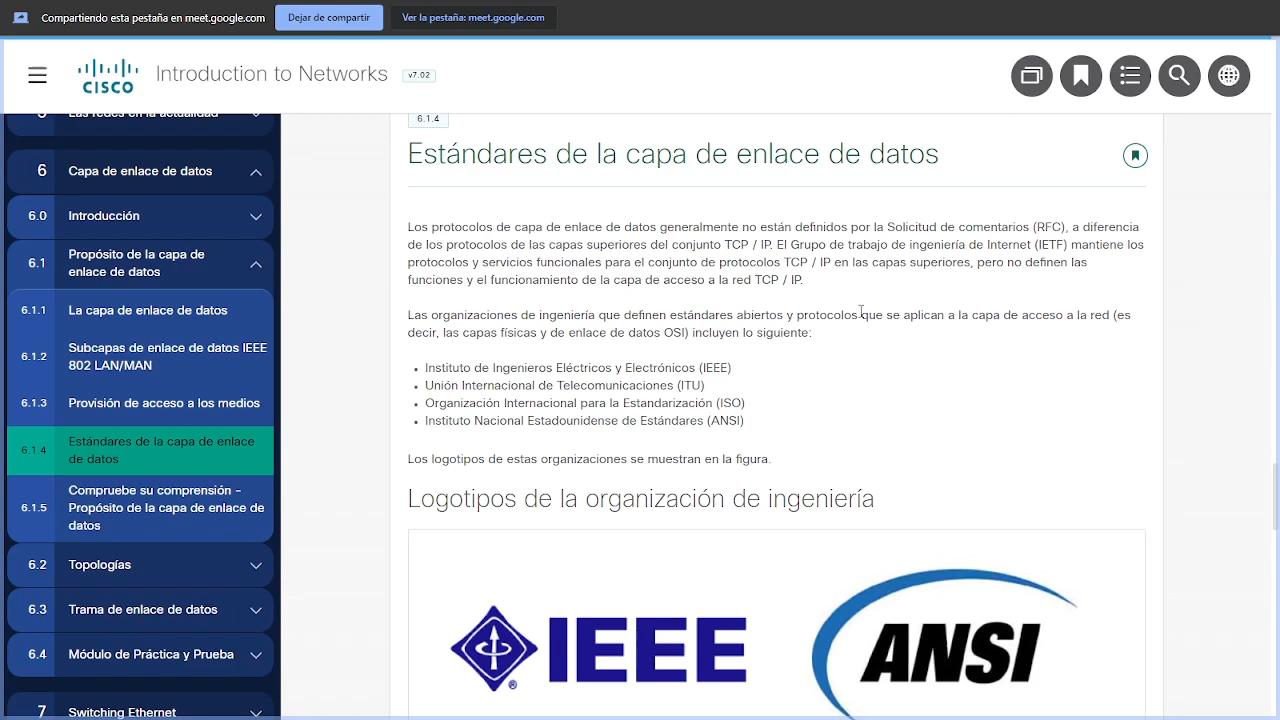 Compartiendo esta pestaña en meet.google.com
Dejar de compartir
Ver la pestaña: meet.google.com
CISCO
Introduction to Networks
v7.02
Las redes en la actualidad
6 Capa de enlace de datos
6.0 Introducción
6.1 Propósito de la capa de
enlace de datos
6.1.1 La capa de enlace de datos
6.1.2 Subcapas de enlace de datos IEEE
802 LAN/MAN
6.1.3 Provisión de acceso a los medios
6.1.4 Estándares de la capa de enlace
de datos
6.1.5 Compruebe su comprensión –
Propósito de la capa de enlace de
datos
6.2 Topologías
6.3 Trama de enlace de datos
6.4 Módulo de Práctica y Prueba
7 Switching Ethernet
6.1.4
Estándares de la capa de enlace de datos
Los protocolos de capa de enlace de datos generalmente no están definidos por la Solicitud de comentarios (RFC), a diferencia
de los protocolos de las capas superiores del conjunto TCP / IP. El Grupo de trabajo de ingeniería de Internet (IETF) mantiene los
protocolos y servicios funcionales para el conjunto de protocolos TCP / IP en las capas superiores, pero no definen las
funciones y el funcionamiento de la capa de acceso a la red TCP / IP.
Las organizaciones de ingeniería que definen estándares abiertos y protocolos que se aplican a la capa de acceso a la red (es
decir, las capas físicas y de enlace de datos OSI) incluyen lo siguiente:
• Instituto de Ingenieros Eléctricos y Electrónicos (IEEE)
• Unión Internacional de Telecomunicaciones (ITU)
• Organización Internacional para la Estandarización (ISO)
• Instituto Nacional Estadounidense de Estándares (ANSI)
Los logotipos de estas organizaciones se muestran en la figura.
Logotipos de la organización de ingeniería
IEEE
ANSI